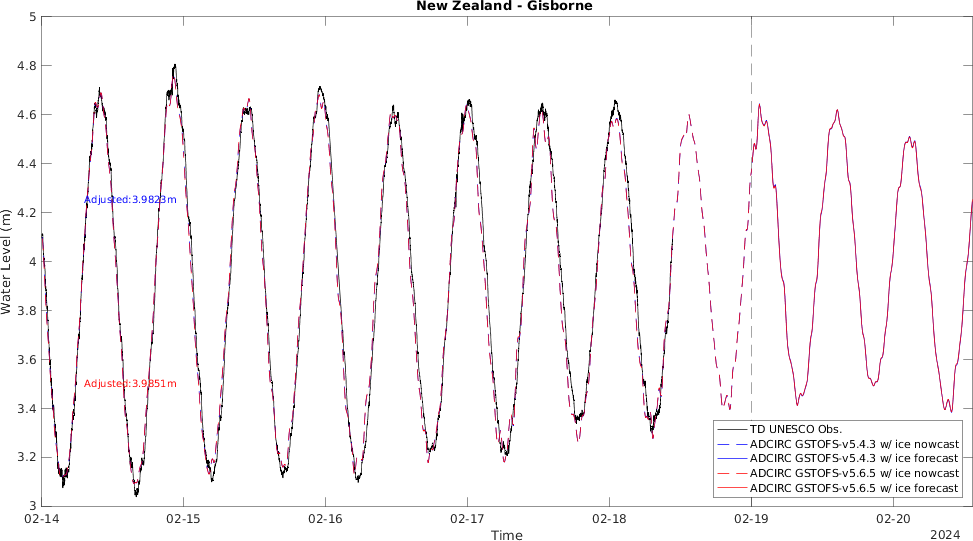 New Zealand - Gisborne
5
4.8
4.6
4.4
4.2
4
3.8
3.6
3.4
3.2
3
Water Level (m)
Adjusted:3.9823m
Adjusted:3.9851m
TD UNESCO Obs.
ADCIRC GSTOFS-v5.4.3 w/ ice nowcast
ADCIRC GSTOFS-v5.4.3 w/ ice forecast
ADCIRC GSTOFS-v5.6.5 w/ ice nowcast
ADCIRC GSTOFS-v5.6.5 w/ ice forecast
02-14 02-15 02-16 02-17 02-18 02-19 02-20
Time
2024